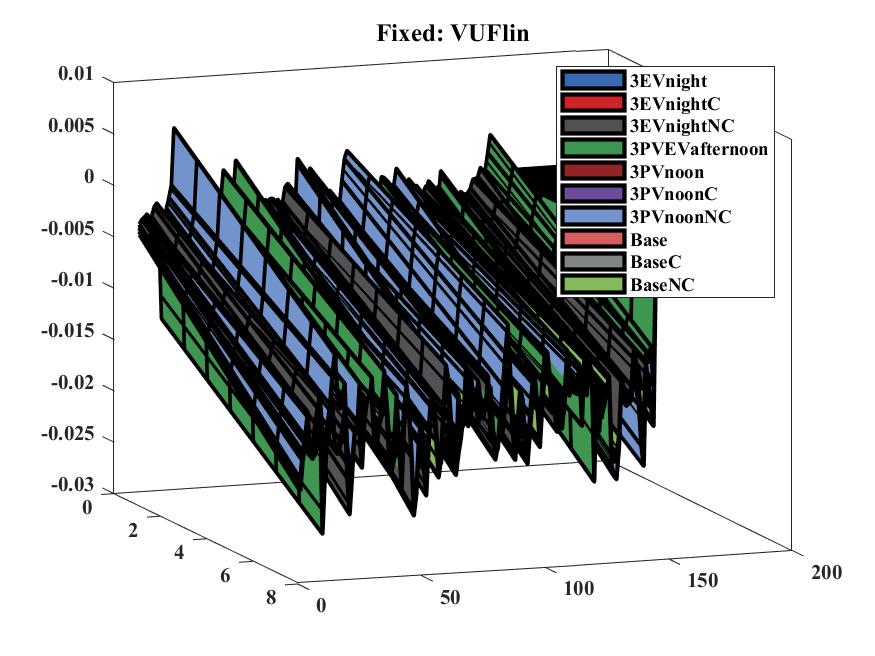 Fixed: VUFlin
0.01
0.005
0
-0.005
-0.01
-0.015
-0.02
-0.025
-0.03
0
2
4
6
8
0
50
100
150
200
3EVnight
3EVnightC
3EVnightNC
3PVEVafternoon
3PVnoon
3PVnoonC
3PVnoonNC
Base
BaseC
BaseNC